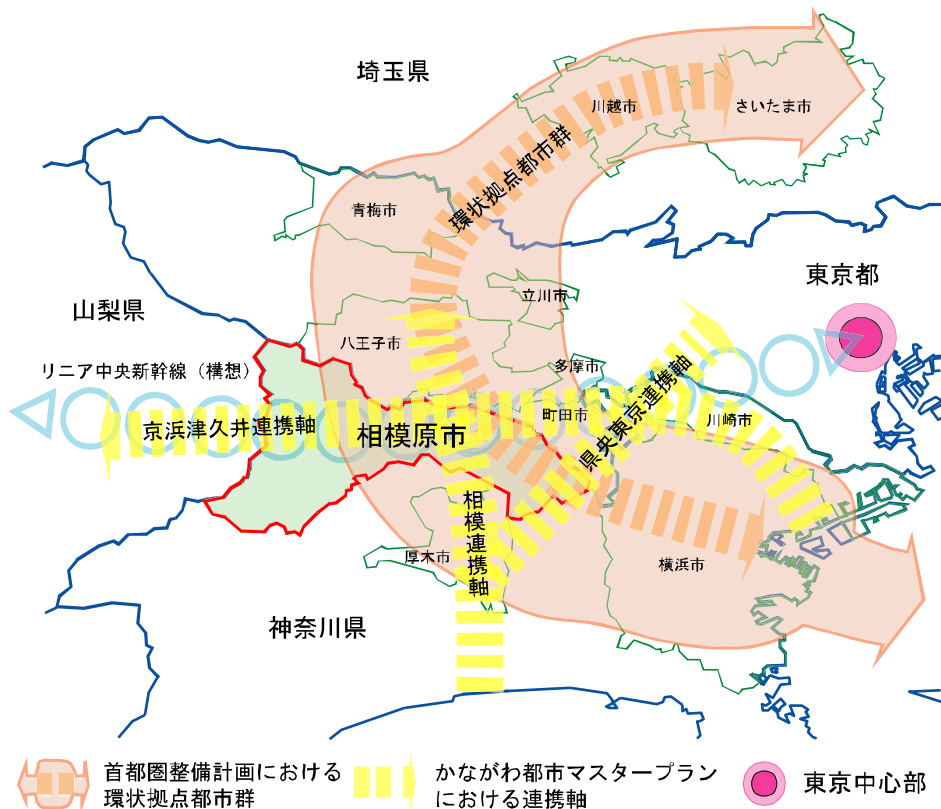 埼玉県
川越市
さいたま市
環状拠点都市群
青梅市
東京都
立川市
山梨県
八王子市
多摩市
リニア中央新幹線（構想）
町田市
川崎市
京浜津久井連携軸
相模原市
県央東京連携軸
相模連携軸
厚木市
横浜市
神奈川県
首都圏整備計画における
環状拠点都市群
かながわ都市マスタープラン
における連携軸
東京中心部